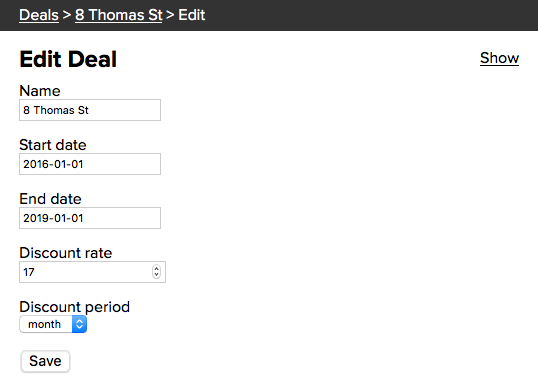 Deals > 8 Thomas St > Edit
Edit Deal
Show
Name
8 Thomas St
Start date
2016-01-01
End date
2019-01-01
Discount rate
17
Discount period
month
Save